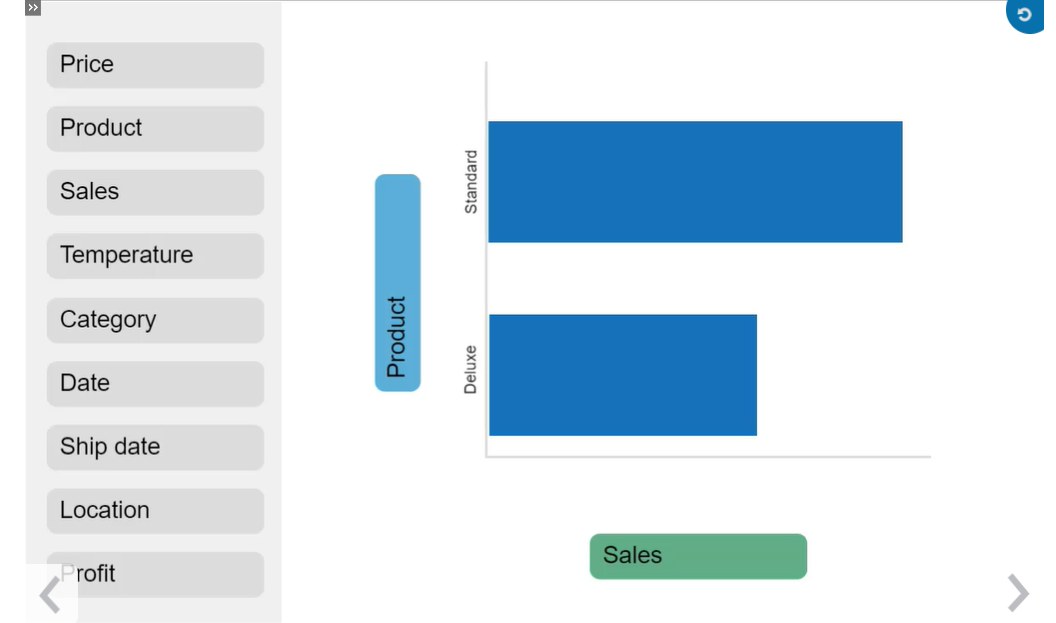 Price
Product
Sales
Temperature
Category
Date
Ship date
Location
Profit
Product
Standard
Deluxe
Sales